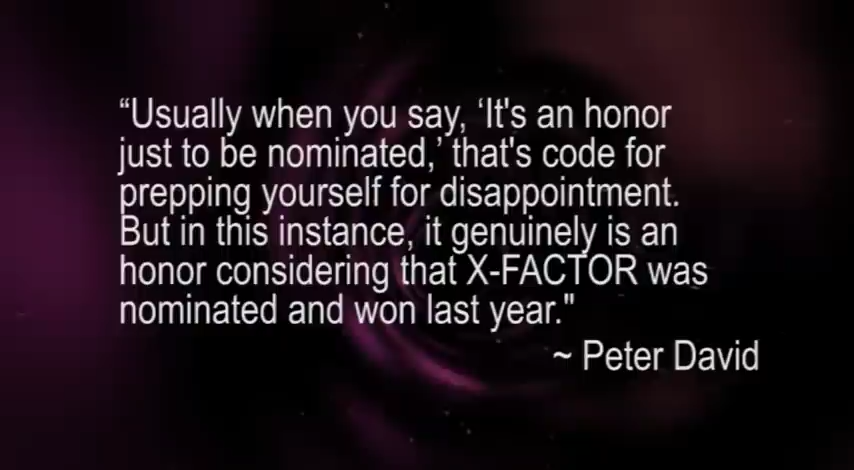 “Usually when you say, ‘It's an honor
just to be nominated,’ that's code for
prepping yourself for disappointment.
But in this instance, it genuinely is an
honor considering that X-FACTOR was
nominated and won last year."
~ Peter David